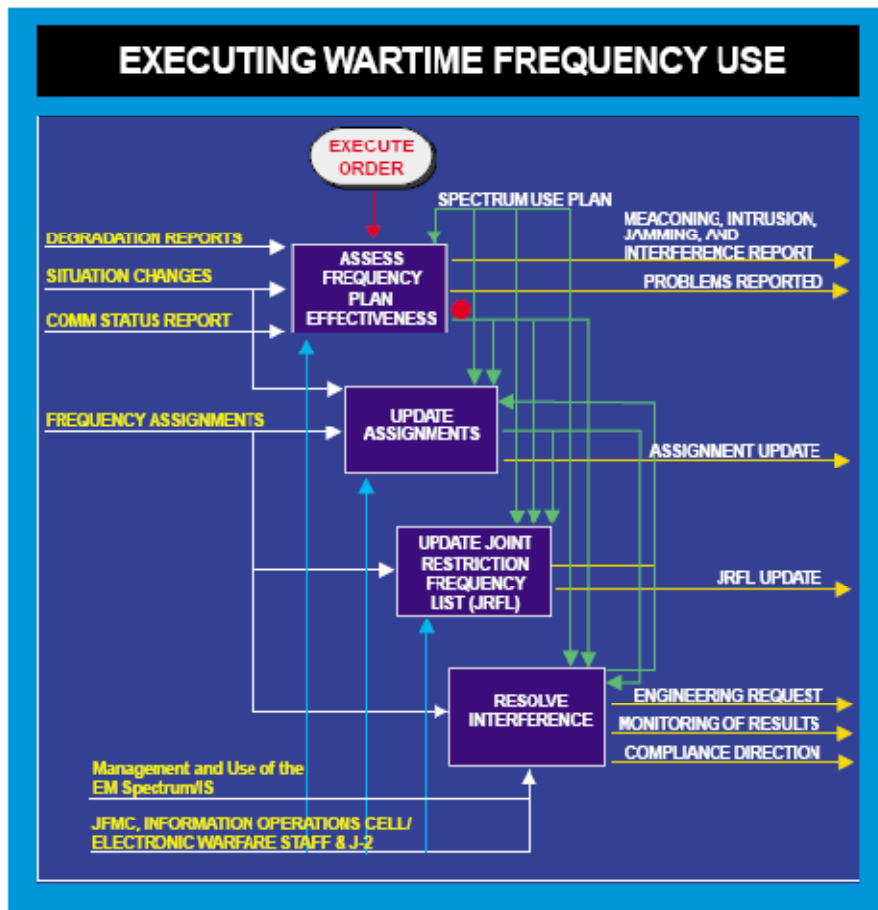 EXECUTING WARTIME FREQUENCY USE
EXECUTE
ORDER
SPECTRUM USE PLAN
MEACONING, INTRUSION,
JAMMING, AND
INTERFERENCE REPORT
DEGRADATION REPORTS
ASSESS
FREQUENCY
PLAN
EFFECTIVENESS
SITUATION CHANGES
PROBLEMS REPORTED
COMM STATUS REPORT
FREQUENCY ASSIGNMENTS
UPDATE
ASSIGNMENTS
ASSIGNMENT UPDATE
UPDATE JOINT
RESTRICTION
FREQUENCY
LIST (JRFL)
JRFL UPDATE
RESOLVE
INTERFERENCE
ENGINEERING REQUEST
MONITORING OF RESULTS
COMPLIANCE DIRECTION
Management and Use of the
EM Spectrum/IS
JFMC, INFORMATION OPERATIONS CELL/
ELECTRONIC WARFARE STAFF & J-2